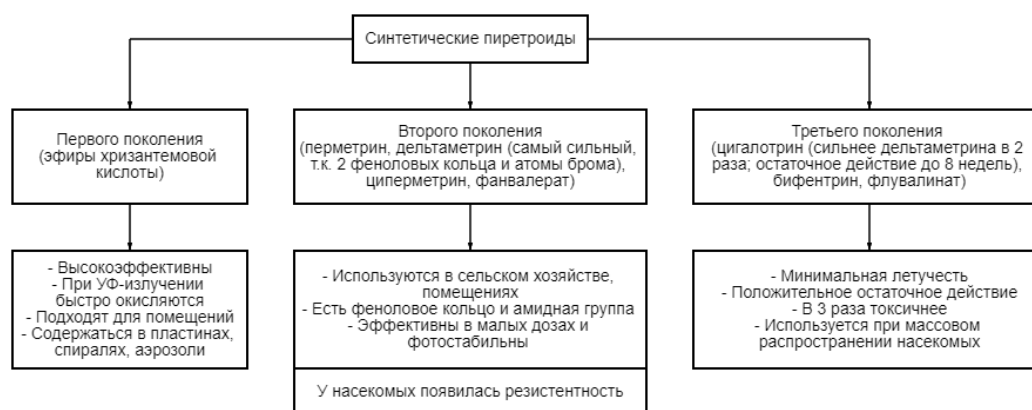 Синтетические пиретроиды
Первого поколения
(эфиры хризантемовой
кислоты)
Второго поколения
(перметрин, дельтаметрин (самый сильный,
т.к. 2 феноловых кольца и атомы брома),
циперметрин, фанвалерат)
Третьего поколения
(цигалотрин (сильнее дельтаметрина в 2
раза; остаточное действие до 8 недель),
бифентрин, флувалинат)
- Высокоэффективны
- При УФ-излучении
быстро окисляются
- Подходят для помещений
- Содержаться в пластинах,
спиралях, аэрозоли
- Используются в сельском хозяйстве,
помещениях
- Есть феноловое кольцо и амидная группа
- Эффективны в малых дозах и
фотостабильны
У насекомых появилась резистентность
- Минимальная летучесть
- Положительное остаточное действие
- В 3 раза токсичнее
- Используется при массовом
распространении насекомых